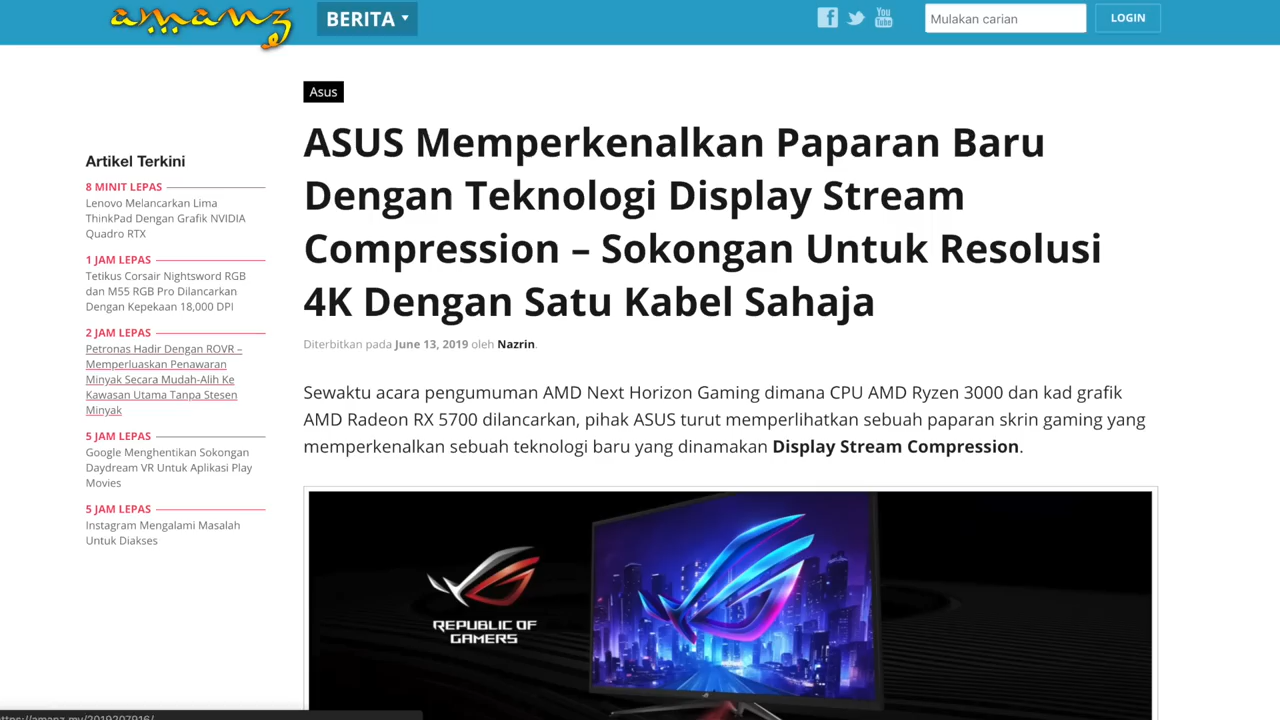 amanz
BERITA
Mulakan carian
LOGIN
Asus
ASUS Memperkenalkan Paparan Baru
Dengan Teknologi Display Stream
Compression – Sokongan Untuk Resolusi
4K Dengan Satu Kabel Sahaja
Diterbitkan pada June 13, 2019 oleh Nazrin.
Artikel Terkini
8 MINIT LEPAS
Lenovo Melancarkan Lima
ThinkPad Dengan Grafik NVIDIA
Quadro RTX
1 JAM LEPAS
Tetikus Corsair Nightsword RGB
dan M55 RGB Pro Dilancarkan
Dengan Kepekaan 18,000 DPI
2 JAM LEPAS
Petronas Hadir Dengan ROVR –
Memperluaskan Penawaran
Minyak Secara Mudah-Alih Ke
Kawasan Utama Tanpa Stesen
Minyak
5 JAM LEPAS
Google Menghentikan Sokongan
Daydream VR Untuk Aplikasi Play
Movies
5 JAM LEPAS
Instagram Mengalami Masalah
Untuk Diakses
Sewaktu acara pengumuman AMD Next Horizon Gaming dimana CPU AMD Ryzen 3000 dan kad grafik
AMD Radeon RX 5700 dilancarkan, pihak ASUS turut memperlihatkan sebuah paparan skrin gaming yang
memperkenalkan sebuah teknologi baru yang dinamakan Display Stream Compression.
REPUBLIC OF
GAMERS